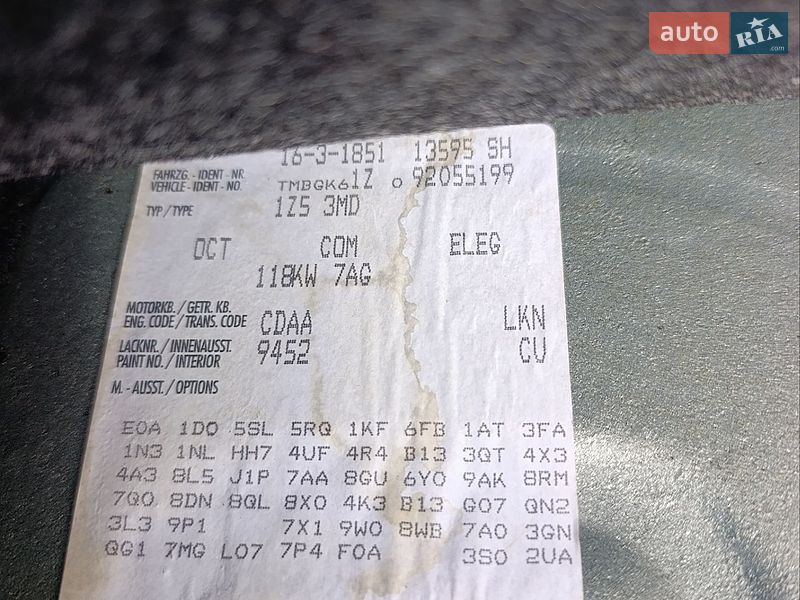 auto RIA .com
16-3-1851 13595 SH
FAHRZG. - IDENT - NR.
VEHICLE - IDENT - NO. TMBGK61Z 092055199
TYP / TYPE 1Z5 3MD
OCT COM ELEG
118KW 7AG
MOTORKB. / GETR. KB.
ENG. CODE / TRANS. CODE CDAA LKN
LACKNR. / INNENAUSST.
PAINT NO. / INTERIOR 9452 CU
M. - AUSST. / OPTIONS
E0A 1D0 5SL 5RQ 1KF 6FB 1AT 3FA
1N3 1NL HH7 4UF 4R4 B13 3QT 4X3
4A3 8L5 J1P 7AA 8GU 6Y0 9AK 8RM
7Q0 8DN 8QL 8X0 4K3 B13 G07 QN2
3L3 9P1 7X1 9W0 8WB 7A0 3GN
QG1 7MG L07 7P4 F0A 3S0 2UA